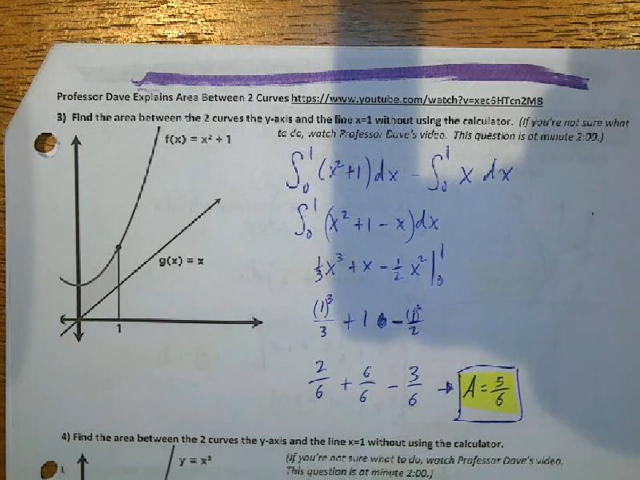 Professor Dave Explains Area Between 2 Curves https://www.youtube.com/watch?v=xec6HTcn2M8
3) Find the area between the 2 curves the y-axis and the line x=1 without using the calculator. (If you're not sure what
to do, watch Professor Dave's video. This question is at minute 2:00.)
f(x) = x² + 1
∫₀¹ (x²+1)dx - ∫₀¹ x dx
∫₀¹ (x² + 1 - x)dx
g(x) = x
1/3 x³ + x - 1/2 x² |₀¹
(1)³/3 + 1 - (1)²/2
1
2/6 + 6/6 - 3/6 → A = 5/6
4) Find the area between the 2 curves the y-axis and the line x=1 without using the calculator.
y = x³
(If you're not sure what to do, watch Professor Dave's video.
This question is at minute 2:00.)